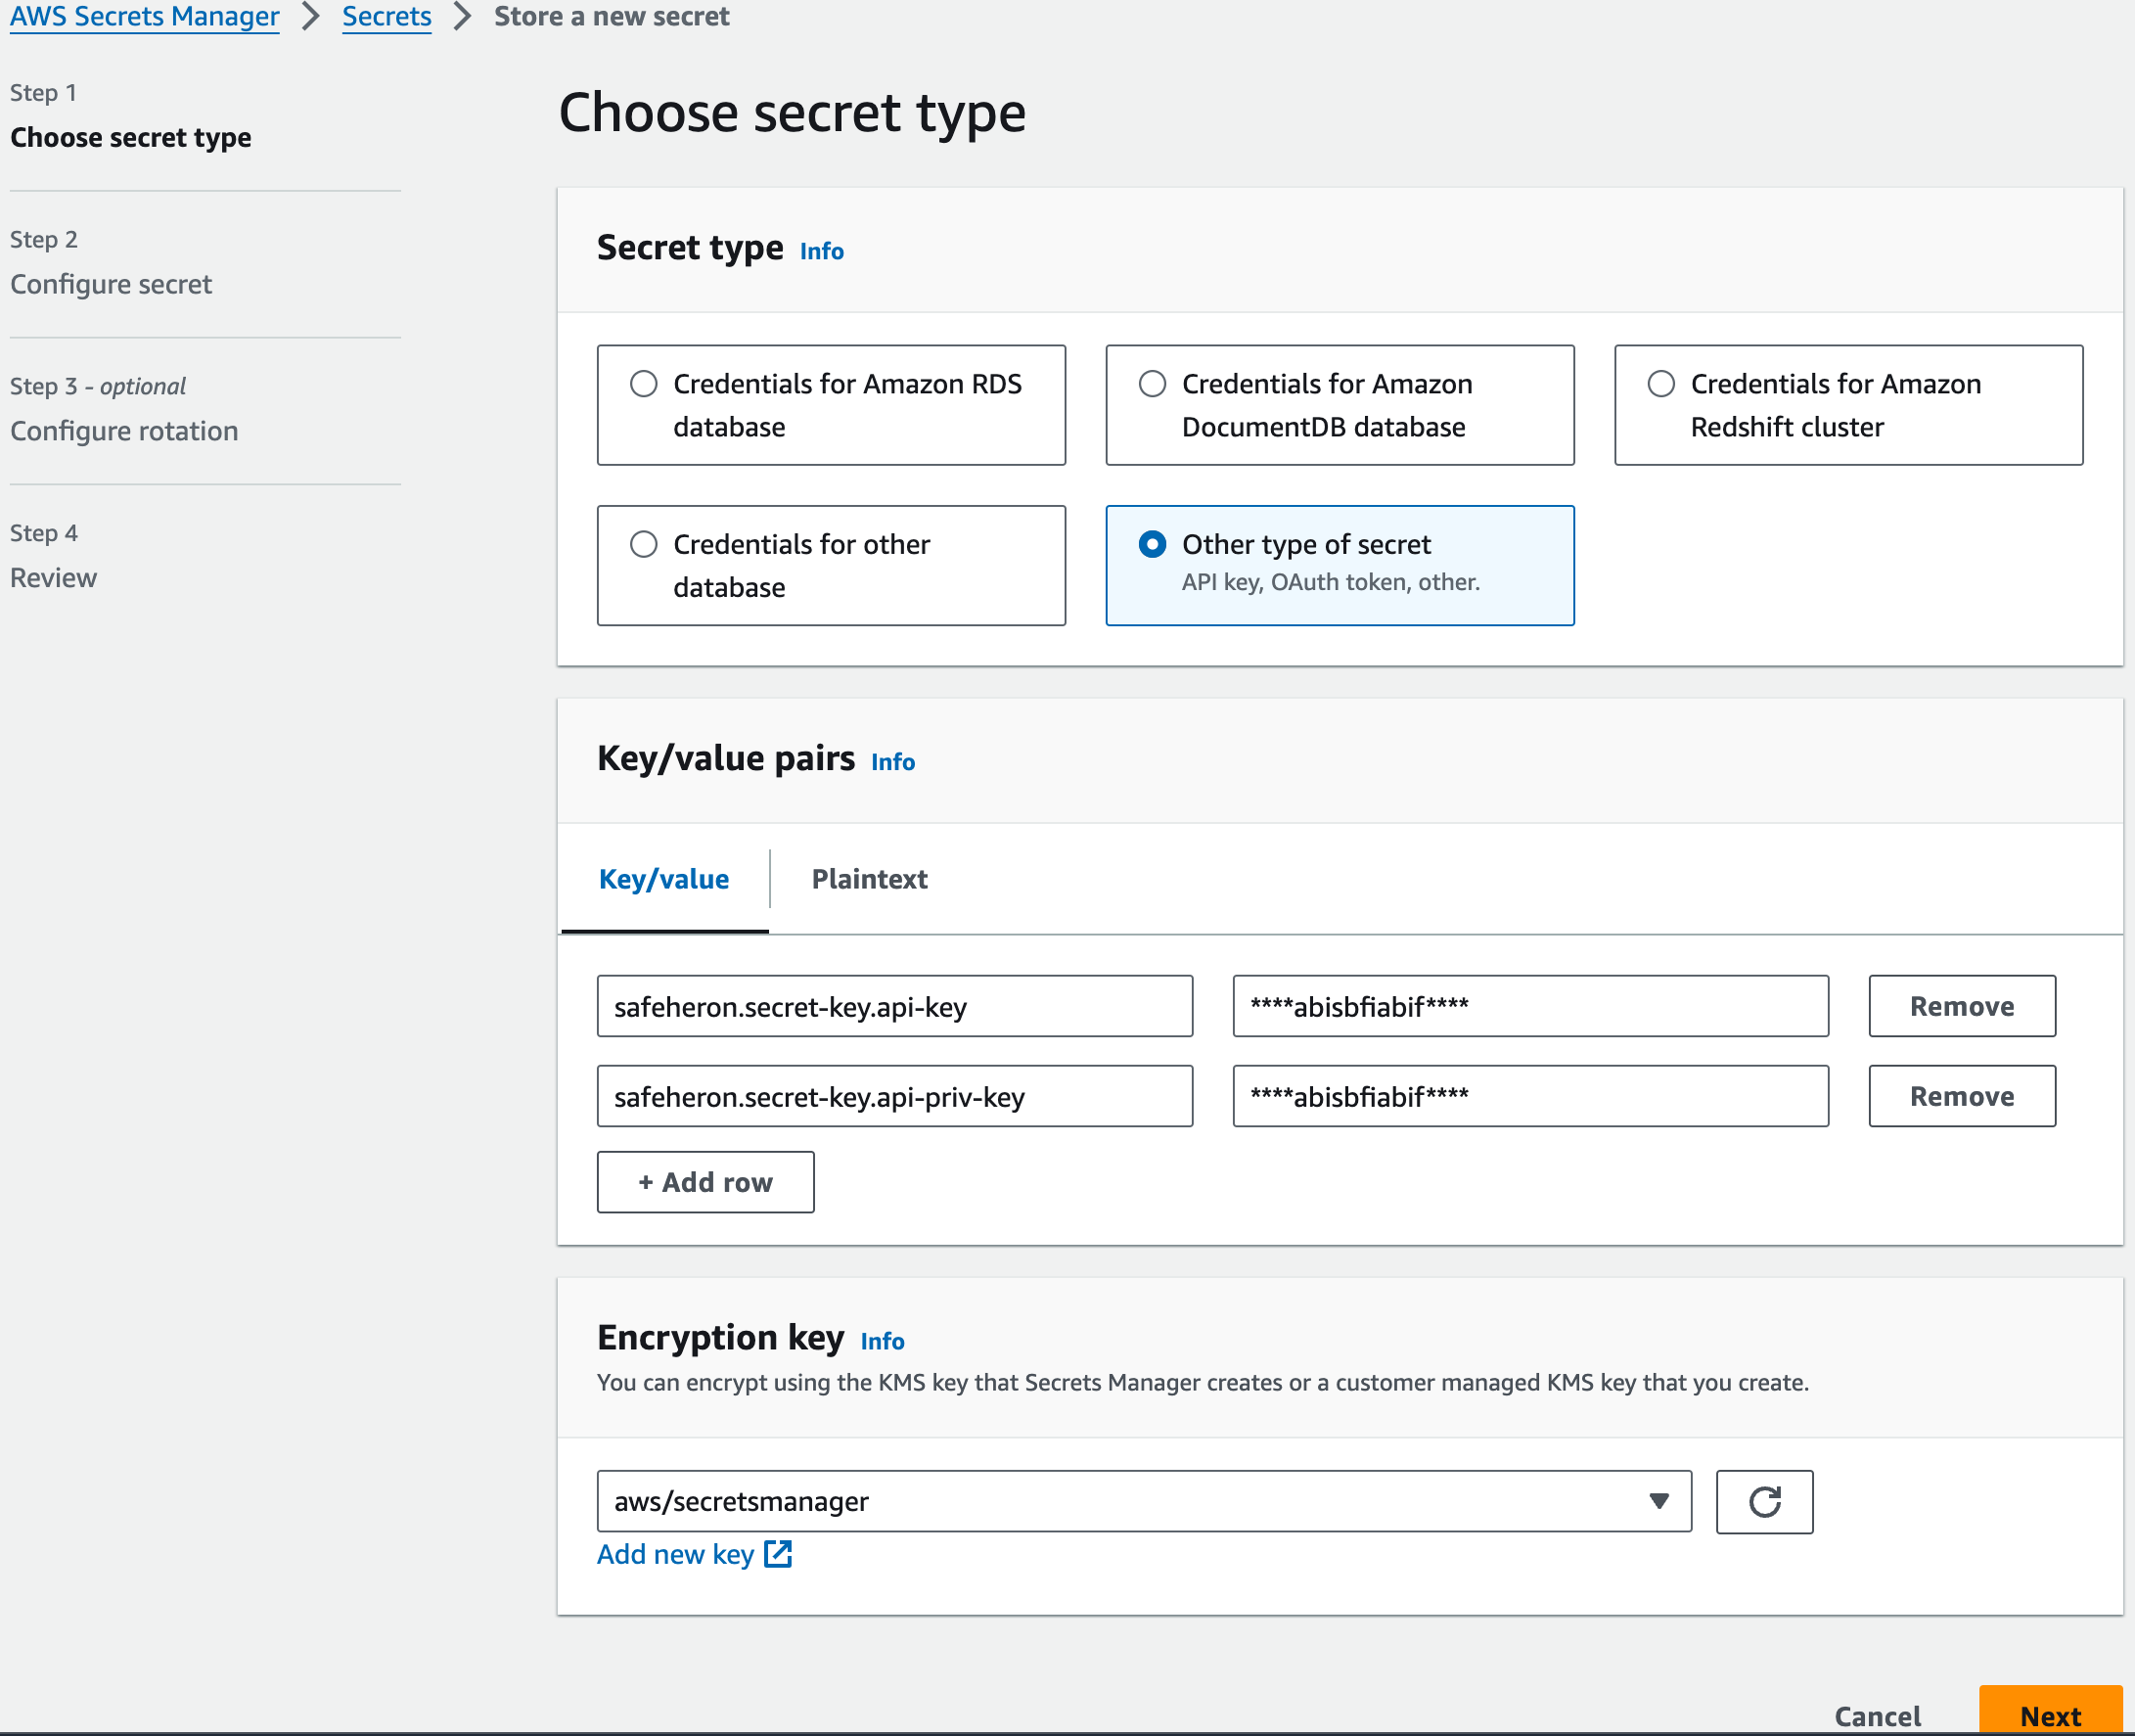 AWS Secrets Manager > Secrets > Store a new secret
Step 1
Choose secret type
Step 2
Configure secret
Step 3 - optional
Configure rotation
Step 4
Review
Choose secret type
Secret type Info
Credentials for Amazon RDS
database
Credentials for Amazon
DocumentDB database
Credentials for Amazon
Redshift cluster
Credentials for other
database
Other type of secret
API key, OAuth token, other.
Key/value pairs Info
Key/value Plaintext
safeheron.secret-key.api-key ****abisbfiabif**** Remove
safeheron.secret-key.api-priv-key ****abisbfiabif**** Remove
+ Add row
Encryption key Info
You can encrypt using the KMS key that Secrets Manager creates or a customer managed KMS key that you create.
aws/secretsmanager
Add new key
Cancel Next